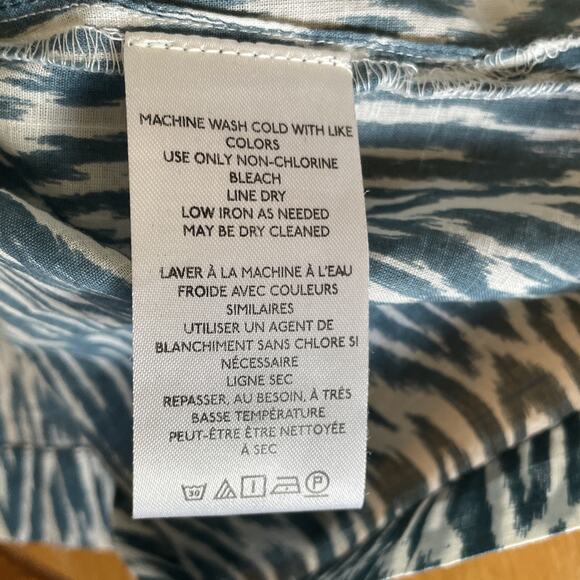 MACHINE WASH COLD WITH LIKE
COLORS
USE ONLY NON-CHLORINE
BLEACH
LINE DRY
LOW IRON AS NEEDED
MAY BE DRY CLEANED
LAVER À LA MACHINE À L'EAU
FROIDE AVEC COULEURS
SIMILAIRES
UTILISER UN AGENT DE
BLANCHIMENT SANS CHLORE SI
NÉCESSAIRE
LIGNE SEC
REPASSER, AU BESOIN, À TRÈS
BASSE TEMPÉRATURE
PEUT-ÊTRE ÊTRE NETTOYÉE
À SEC
30 P